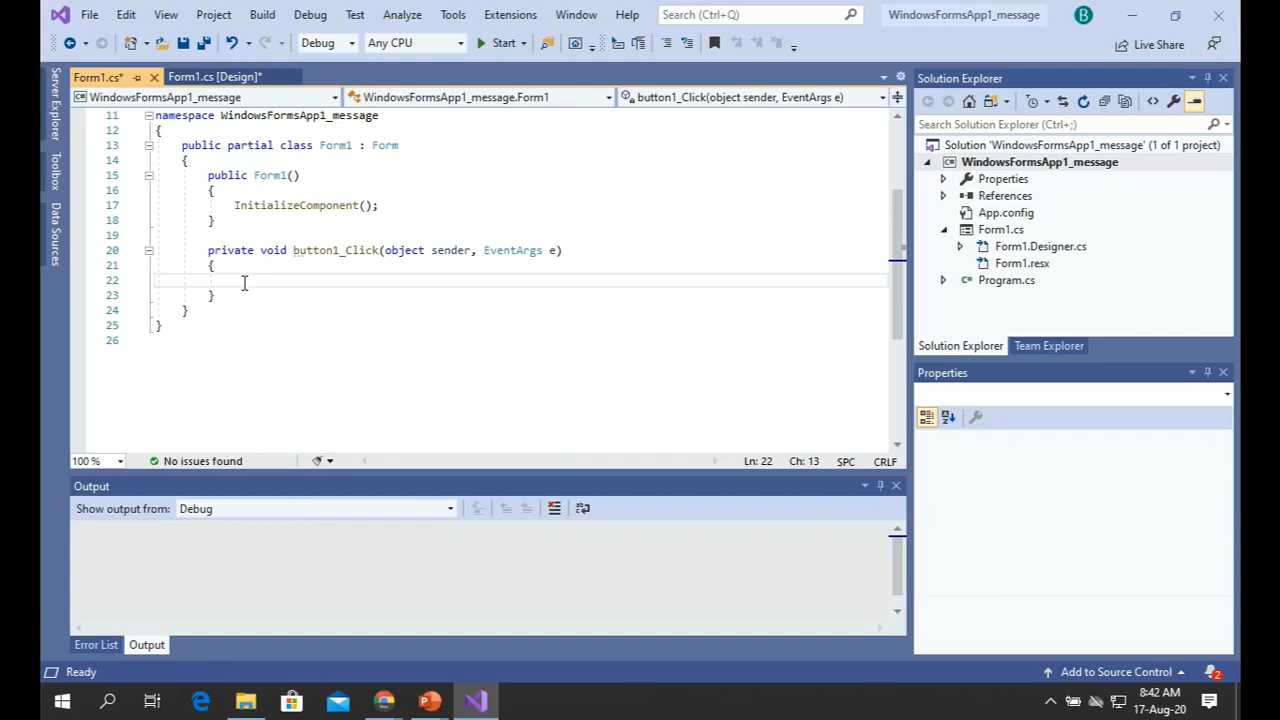 File Edit View Project Build Debug Test Analyze Tools Extensions Window Help Search (Ctrl+Q) WindowsFormsApp1_message B
Debug Any CPU Start Live Share
Server Explorer
Toolbox
Data Sources
Form1.cs* Form1.cs [Design]*
WindowsFormsApp1_message WindowsFormsApp1_message.Form1 button1_Click(object sender, EventArgs e)
11 namespace WindowsFormsApp1_message
12 {
13 public partial class Form1 : Form
14 {
15 public Form1()
16 {
17 InitializeComponent();
18 }
19
20 private void button1_Click(object sender, EventArgs e)
21 {
22
23 }
24 }
25 }
26
100 % No issues found Ln: 22 Ch: 13 SPC CRLF
Output
Show output from: Debug
Error List Output
Solution Explorer
Search Solution Explorer (Ctrl+;)
Solution 'WindowsFormsApp1_message' (1 of 1 project)
WindowsFormsApp1_message
Properties
References
App.config
Form1.cs
Form1.Designer.cs
Form1.resx
Program.cs
Solution Explorer Team Explorer
Properties
Ready Add to Source Control 2
8:42 AM
17-Aug-20